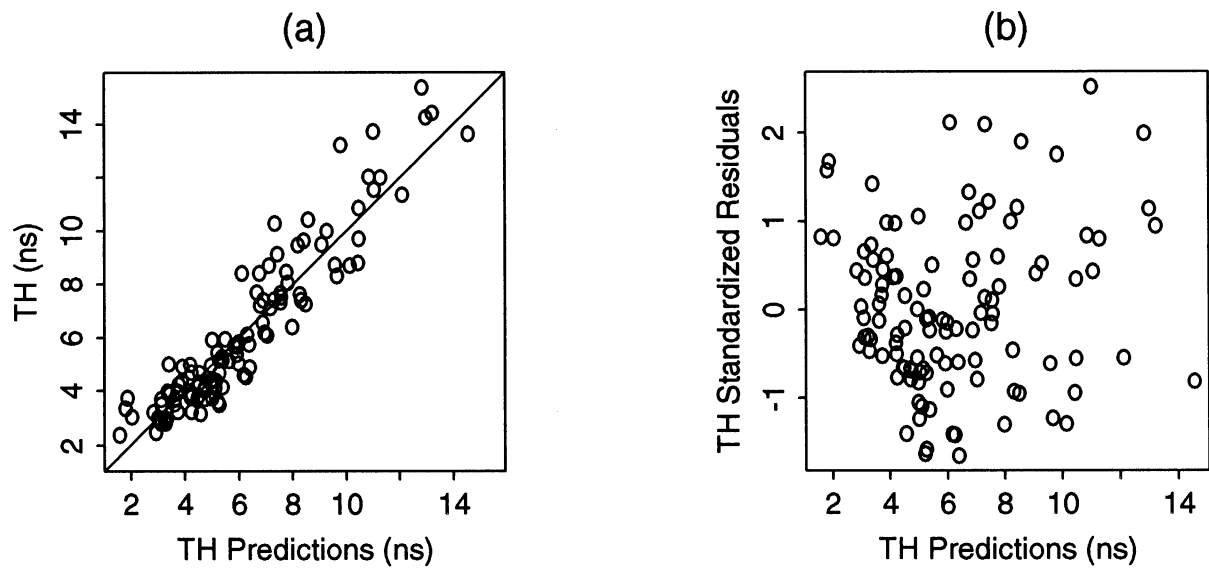 (a)
TH (ns)
14
10
8
6
4
2
2 4 6 8 10 14
TH Predictions (ns)
(b)
TH Standardized Residuals
2
1
0
-1
2 4 6 8 10 14
TH Predictions (ns)